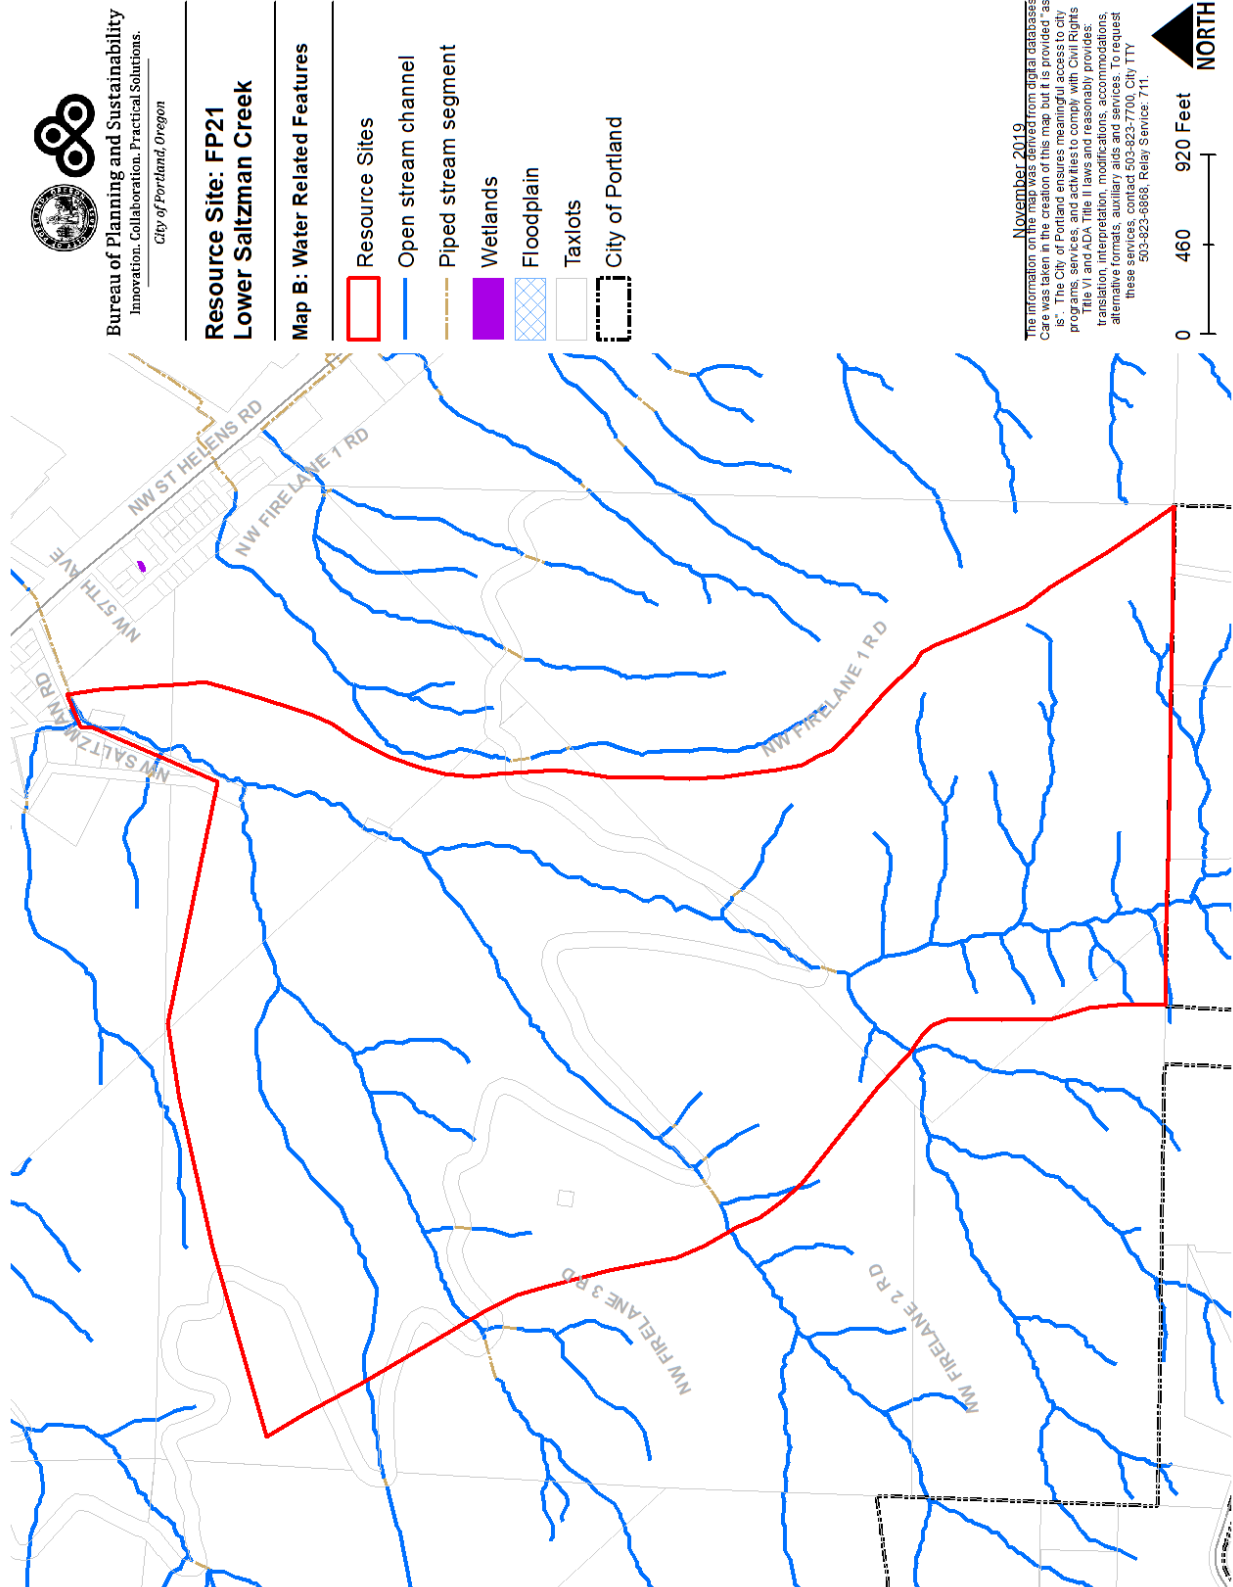 Bureau of Planning and Sustainability
Innovation. Collaboration. Practical Solutions.
City of Portland, Oregon
Resource Site: FP21
Lower Saltzman Creek
Map B: Water Related Features
Resource Sites
Open stream channel
Piped stream segment
Wetlands
Floodplain
Taxlots
City of Portland
November 2019
The information on the map was derived from digital databases
Care was taken in the creation of this map but it is provided "as
is". The City of Portland ensures meaningful access to city
programs, services, and activities to comply with Civil Rights
Title VI and ADA Title II laws and reasonably provides:
translation, interpretation, modifications, accommodations,
alternative formats, auxiliary aids and services. To request
these services, contact 503-823-7700, City TTY
503-823-6868, Relay Service: 711.
0 460 920 Feet
NORTH
NW ST HELENS RD
NW FIRELANE 1 RD
NW 57TH AVE
NW SALTZMAN RD
NW SALTZMAN
NW FIRELANE 1 RD
NW FIRELANE 3 RD
NW FIRELANE 2 RD